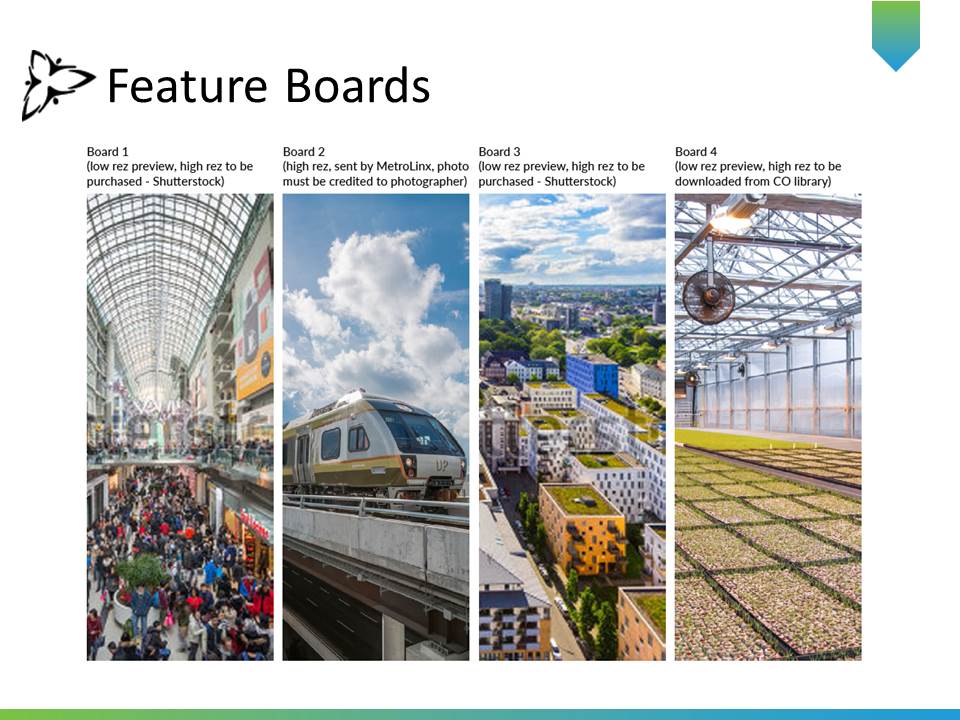 Feature Boards
Board 1
(low rez preview, high rez to be
purchased - Shutterstock)
Board 2
(high rez, sent by MetroLinx, photo
must be credited to photographer)
Board 3
(low rez preview, high rez to be
purchased - Shutterstock)
Board 4
(low rez preview, high rez to be
downloaded from CO library)
UP